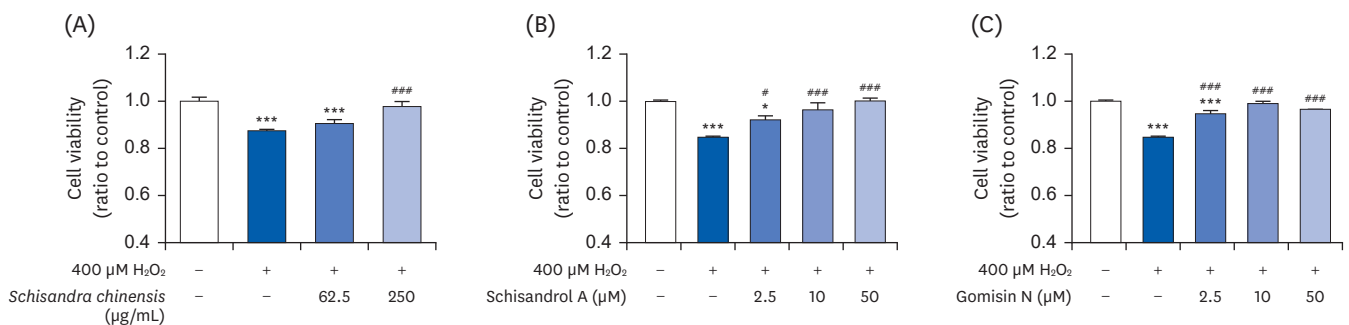 (A)
Cell viability
(ratio to control)
1.2
1.0
0.8
0.6
0.4
***
***
###
400 µM H₂O₂ – + + +
Schisandra chinensis – – 62.5 250
(µg/mL)
(B)
Cell viability
(ratio to control)
1.2
1.0
0.8
0.6
0.4
***
#
*
###
###
400 µM H₂O₂ – + + + +
Schisandrol A (µM) – – 2.5 10 50
(C)
Cell viability
(ratio to control)
1.2
1.0
0.8
0.6
0.4
***
###
***
###
###
400 µM H₂O₂ – + + + +
Gomisin N (µM) – – 2.5 10 50